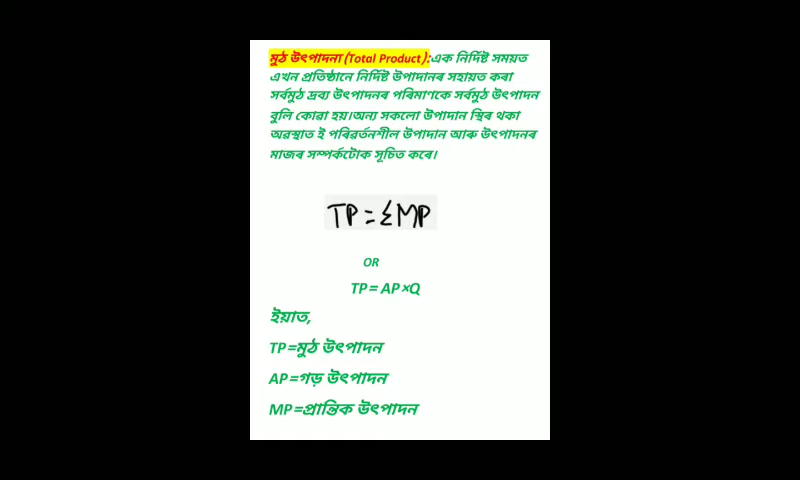 মুঠ উৎপাদনা (Total Product):এক নিৰ্দিষ্ট সময়ত
এখন প্ৰতিষ্ঠানে নিৰ্দিষ্ট উপাদানৰ সহায়ত কৰা
সৰ্বমুঠ দ্ৰব্য উৎপাদনৰ পৰিমাণকে সৰ্বমুঠ উৎপাদন
বুলি কোৱা হয়।অন্য সকলো উপাদান স্থিৰ থকা
অৱস্থাত ই পৰিৱৰ্তনশীল উপাদান আৰু উৎপাদনৰ
মাজৰ সম্পৰ্কটোক সূচিত কৰে।
TP = ΣMP
OR
TP= AP×Q
ইয়াত,
TP=মুঠ উৎপাদন
AP=গড় উৎপাদন
MP=প্ৰান্তিক উৎপাদন